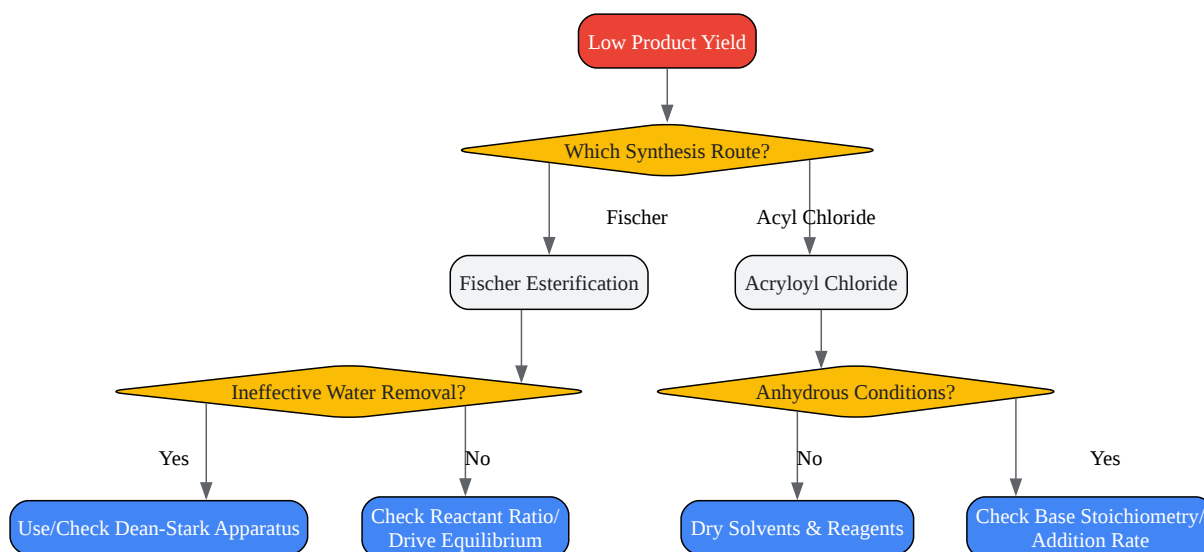 Low Product Yield
Which Synthesis Route?
Fischer
Acyl Chloride
Fischer Esterification
Acryloyl Chloride
Ineffective Water Removal?
Anhydrous Conditions?
Yes
No
No
Yes
Use/Check Dean-Stark Apparatus
Check Reactant Ratio/
Drive Equilibrium
Dry Solvents & Reagents
Check Base Stoichiometry/
Addition Rate